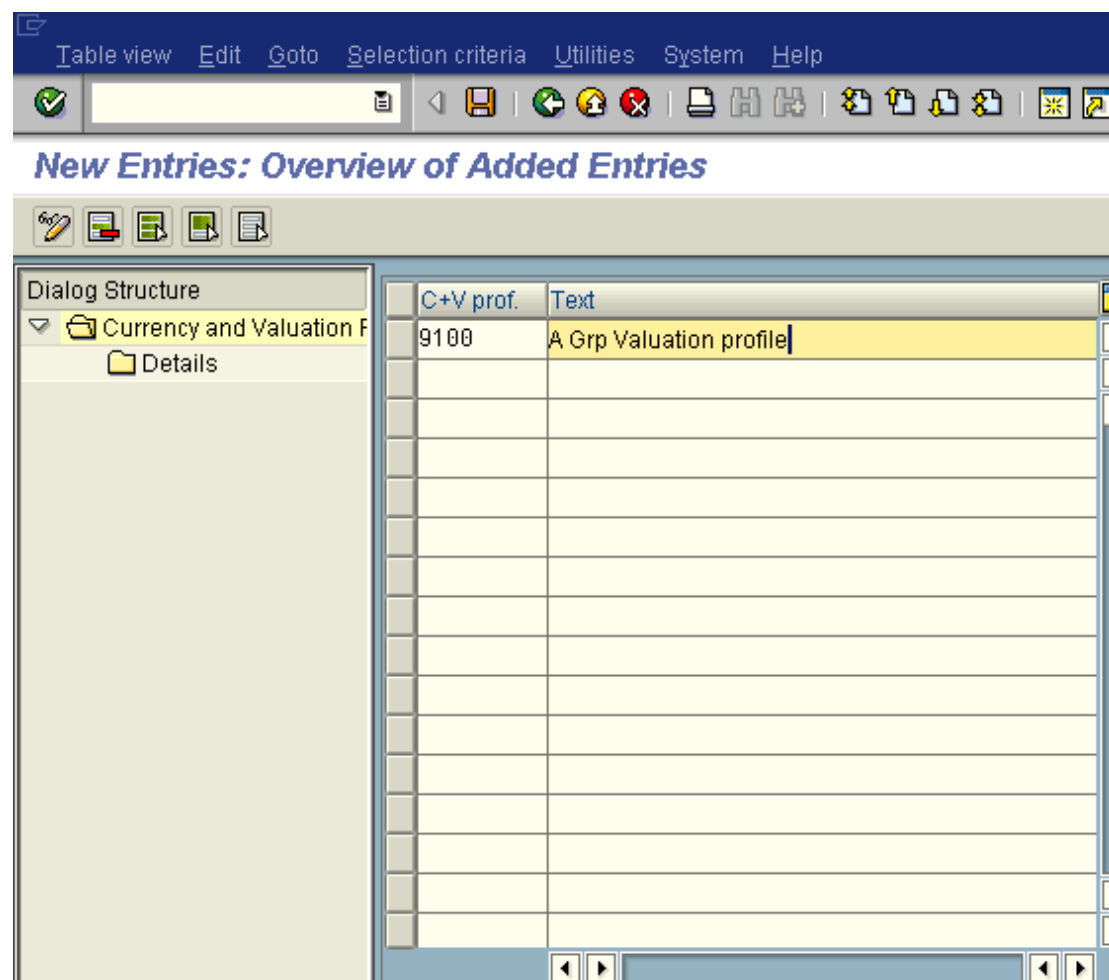 Table view Edit Goto Selection criteria Utilities System Help
New Entries: Overview of Added Entries
Dialog Structure
Currency and Valuation
Details
C+V prof. Text
9100 A Grp Valuation profile